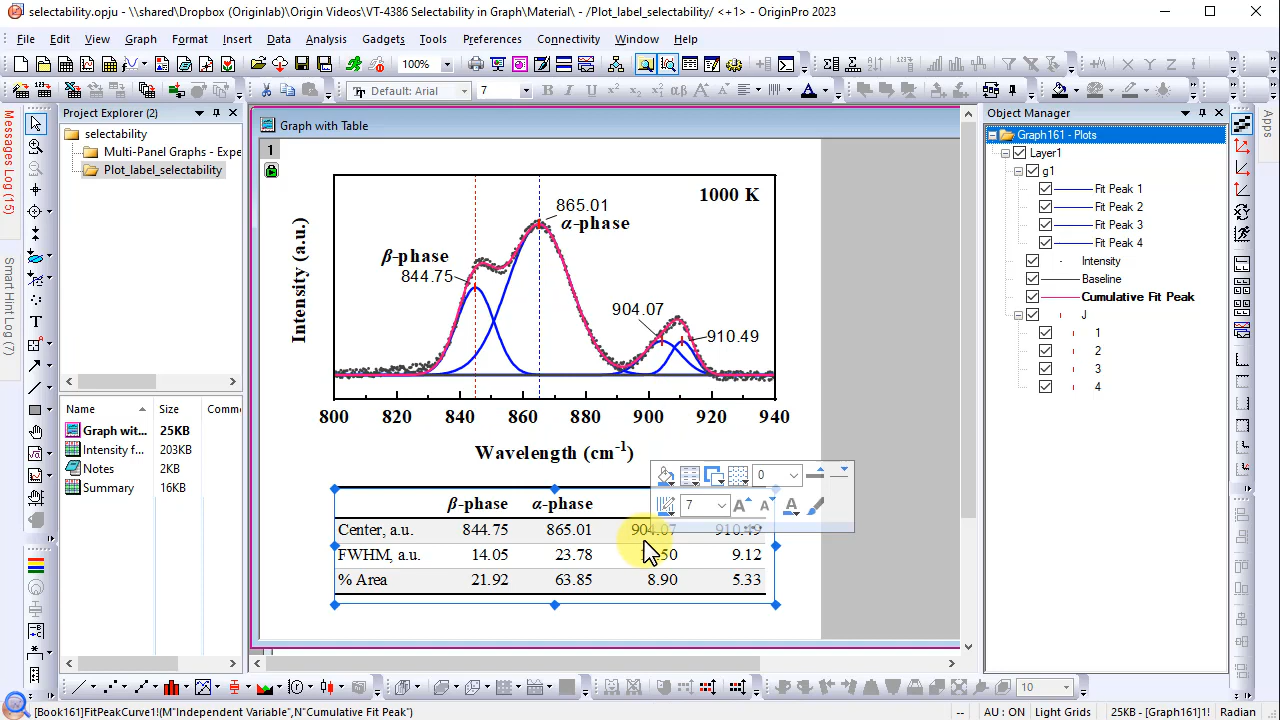 selectability.opju - \\shared\Dropbox (Originlab)\Origin Videos\VT-4386 Selectability in Graph\Material\ - /Plot_label_selectability/ <+1> - OriginPro 2023
File Edit View Graph Format Insert Data Analysis Gadgets Tools Preferences Connectivity Window Help
100%
Default: Arial 7
Messages Log (15)
Smart Hint Log (7)
Project Explorer (2)
selectability
Multi-Panel Graphs - Expe
Plot_label_selectability
Name Size Comme
Graph wit... 25KB
Intensity f... 203KB
Notes 2KB
Summary 16KB
Graph with Table
1
1000 K
865.01
α-phase
β-phase
844.75
904.07
910.49
Intensity (a.u.)
800 820 840 862 880 900 920 940
Wavelength (cm-1)
0
7
β-phase α-phase
Center, a.u. 844.75 865.01 904.07 910.49
FWHM, a.u. 14.05 23.78 .50 9.12
% Area 21.92 63.85 8.90 5.33
Object Manager
Graph161 - Plots
Layer1
g1
Fit Peak 1
Fit Peak 2
Fit Peak 3
Fit Peak 4
Intensity
Baseline
Cumulative Fit Peak
J
1
2
3
4
Apps
10
[Book161]FitPeakCurve1!(M"Independent Variable",N"Cumulative Fit Peak") -- AU : ON Light Grids 25KB - [Graph161]1! Radian